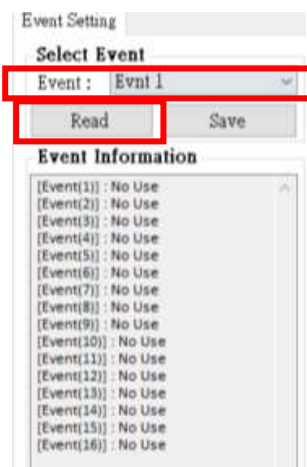 Event Setting
Select Event
Event : Evnt 1
Read Save
Event Information
[Event(1)] : No Use
[Event(2)] : No Use
[Event(3)] : No Use
[Event(4)] : No Use
[Event(5)] : No Use
[Event(6)] : No Use
[Event(7)] : No Use
[Event(8)] : No Use
[Event(9)] : No Use
[Event(10)] : No Use
[Event(11)] : No Use
[Event(12)] : No Use
[Event(13)] : No Use
[Event(14)] : No Use
[Event(15)] : No Use
[Event(16)] : No Use